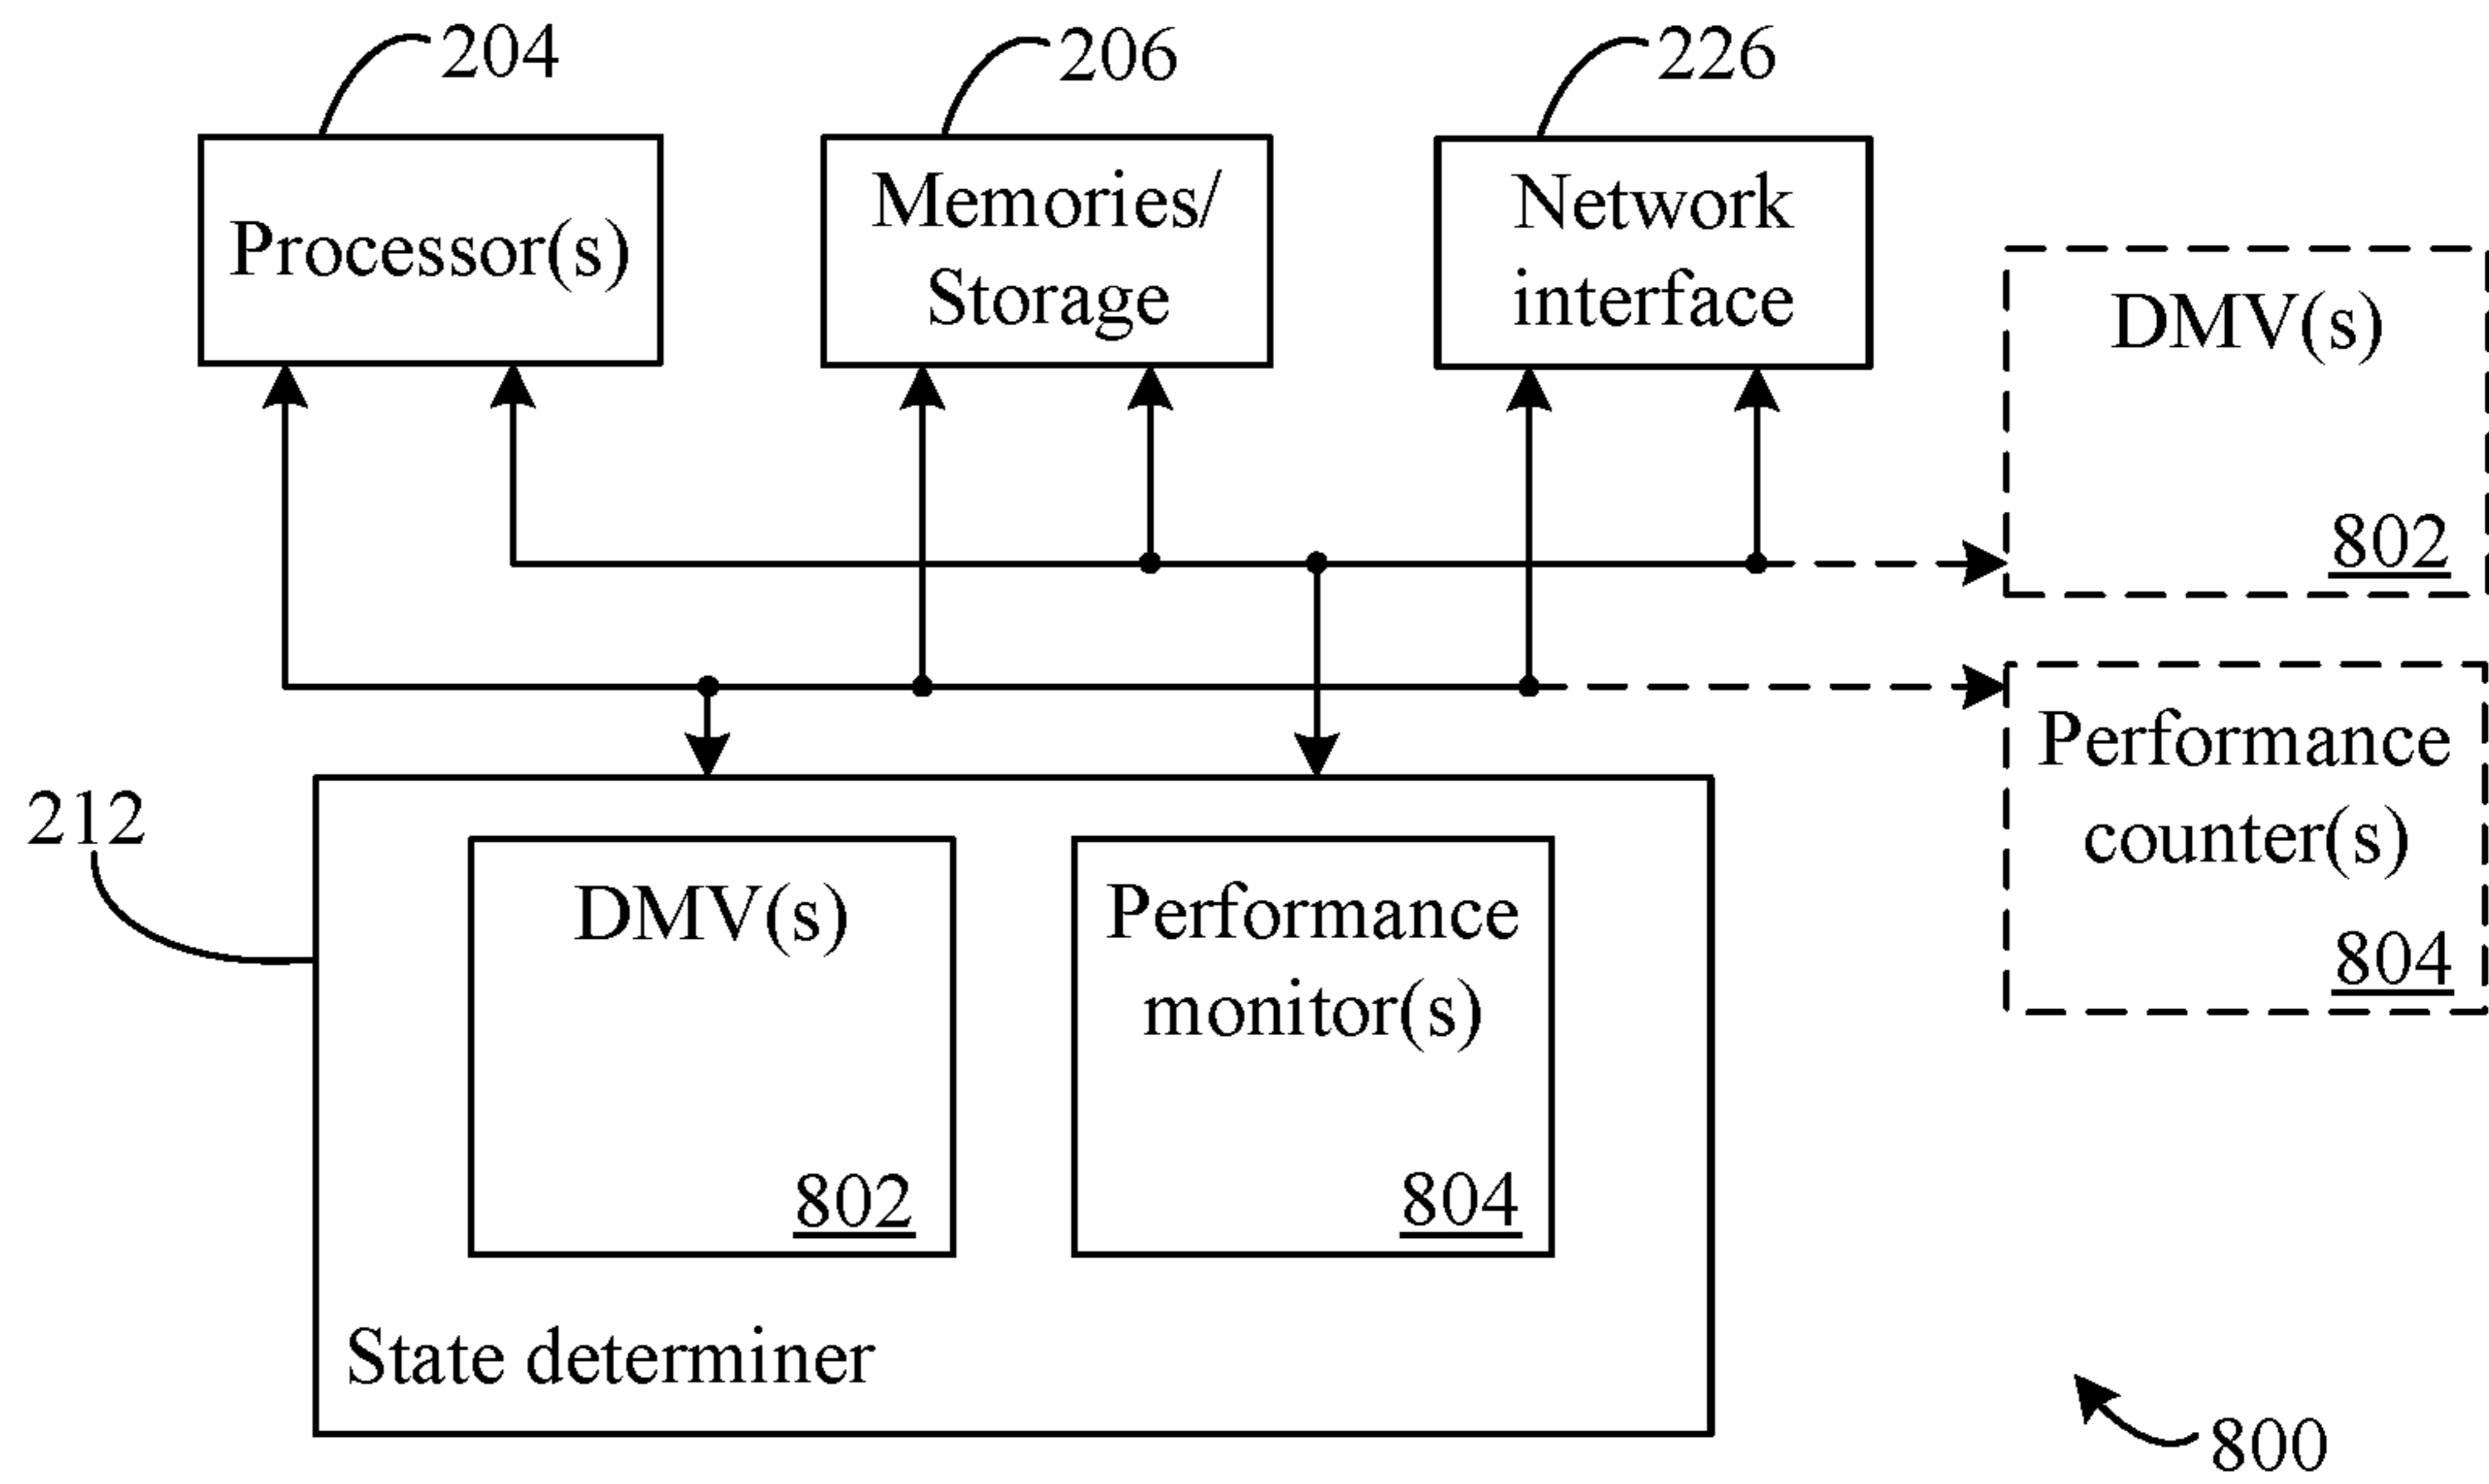 204
206
226
Processor(s)
Memories/
Storage
Network
interface
DMV(s)
802
Performance
counter(s)
804
212
DMV(s)
802
Performance
monitor(s)
804
State determiner
800